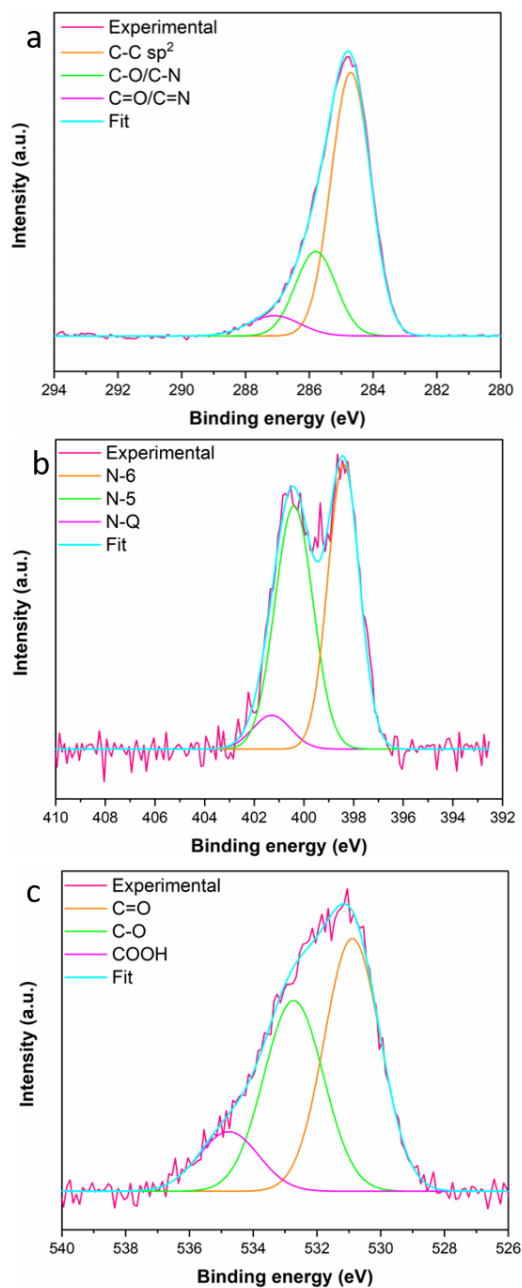 a
Experimental
C-C sp²
C-O/C-N
C=O/C=N
Fit
Intensity (a.u.)
294 292 290 288 286 284 282 280
Binding energy (eV)
b
Experimental
N-6
N-5
N-Q
Fit
Intensity (a.u.)
410 408 406 404 402 400 398 396 394 392
Binding energy (eV)
c
Experimental
C=O
C-O
COOH
Fit
Intensity (a.u.)
540 538 536 534 532 530 528 526
Binding energy (eV)